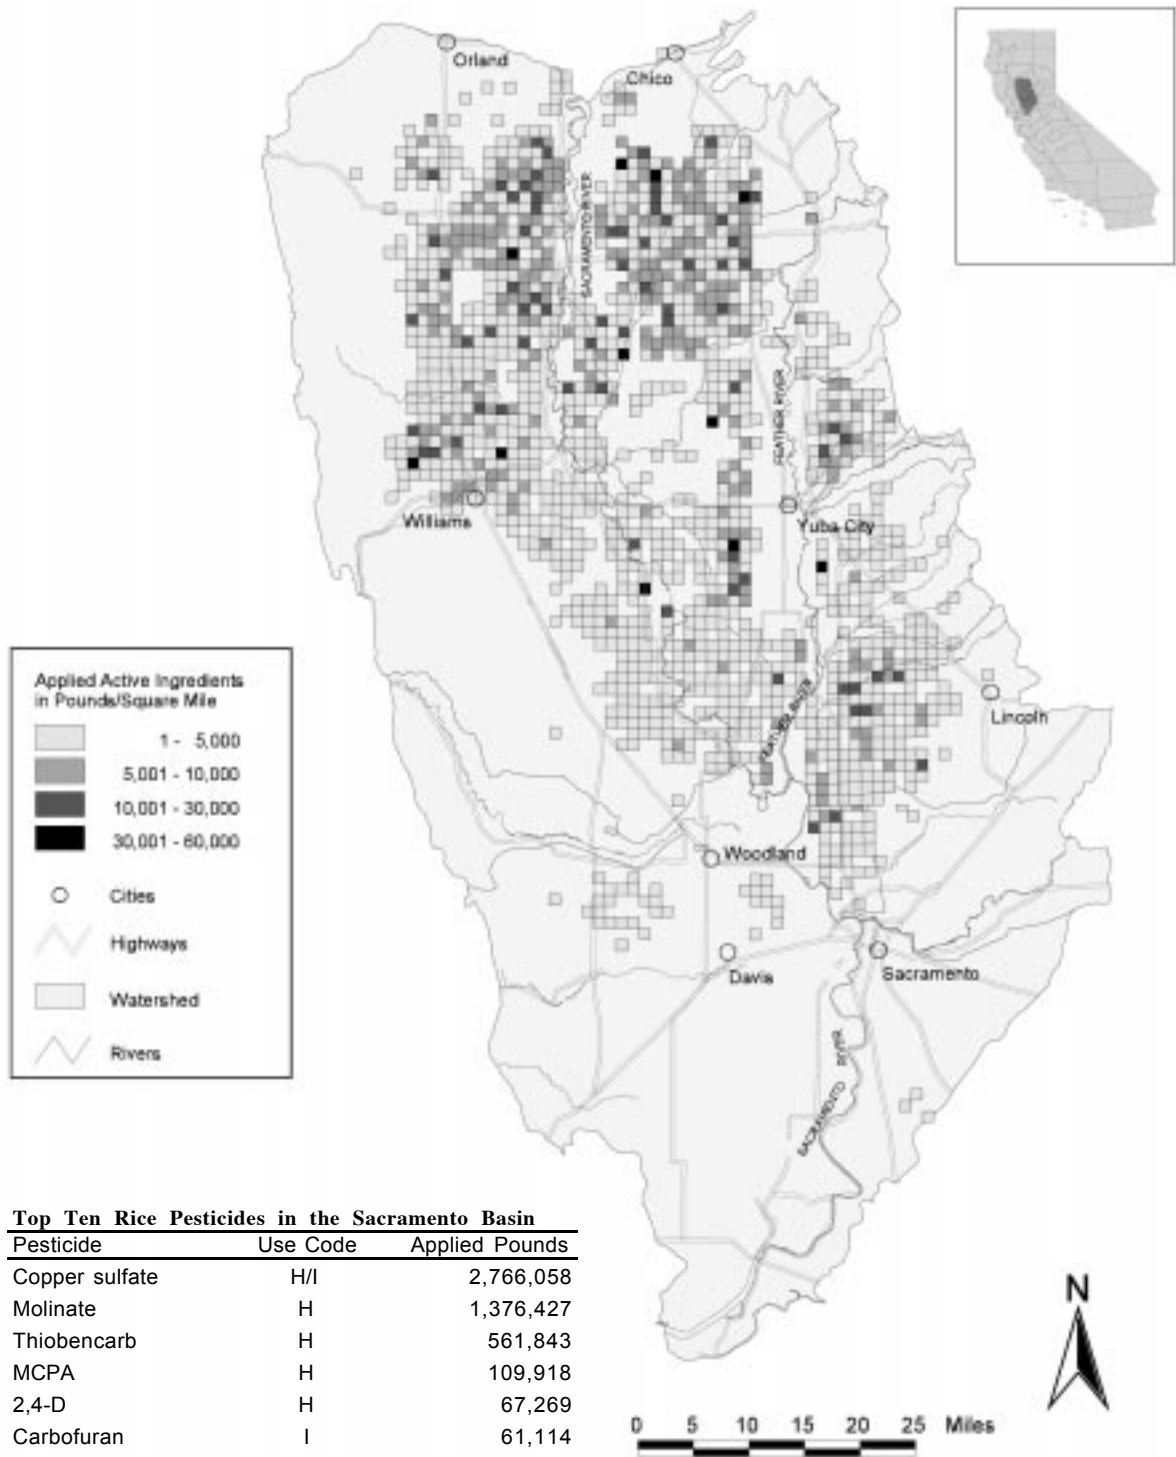 Orland
Chico
SACRAMENTO RIVER
FEATHER RIVER
Williams
Yuba City
Applied Active Ingredients
in Pounds/Square Mile
1 - 5,000
5,001 - 10,000
10,001 - 30,000
30,001 - 60,000
Cities
Highways
Watershed
Rivers
FEATHER RIVER
Lincoln
Woodland
Davis
Sacramento
SACRAMENTO RIVER
Top Ten Rice Pesticides in the Sacramento Basin
Pesticide Use Code Applied Pounds
Copper sulfate H/I 2,766,058
Molinate H 1,376,427
Thiobencarb H 561,843
MCPA H 109,918
2,4-D H 67,269
Carbofuran I 61,114
N
0 5 10 15 20 25 Miles